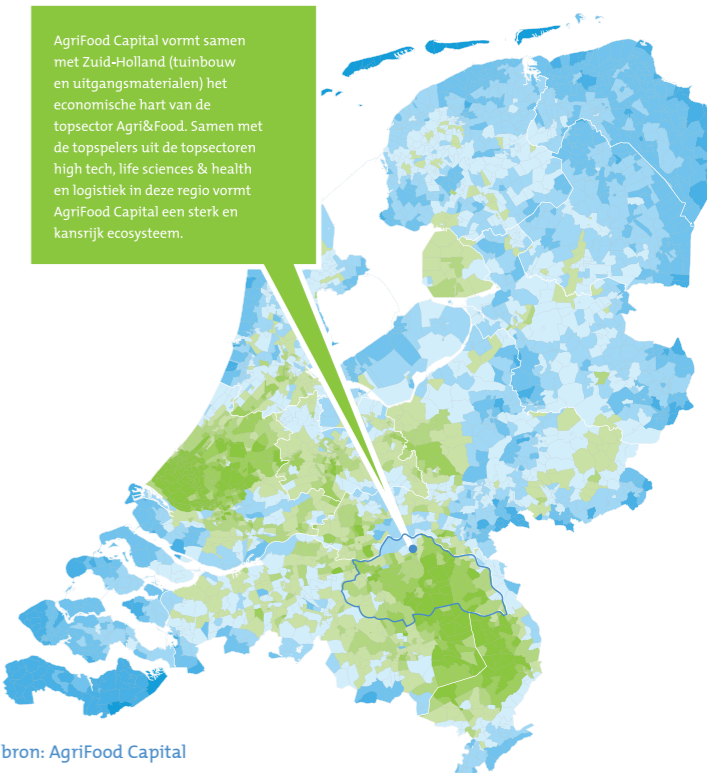 AgriFood Capital vormt samen
met Zuid-Holland (tuinbouw
en uitgangsmaterialen) het
economische hart van de
topsector Agri&Food. Samen met
de topspelers uit de topsectoren
high tech, life sciences & health
en logistiek in deze regio vormt
AgriFood Capital een sterk en
kansrijk ecosysteem.
bron: AgriFood Capital